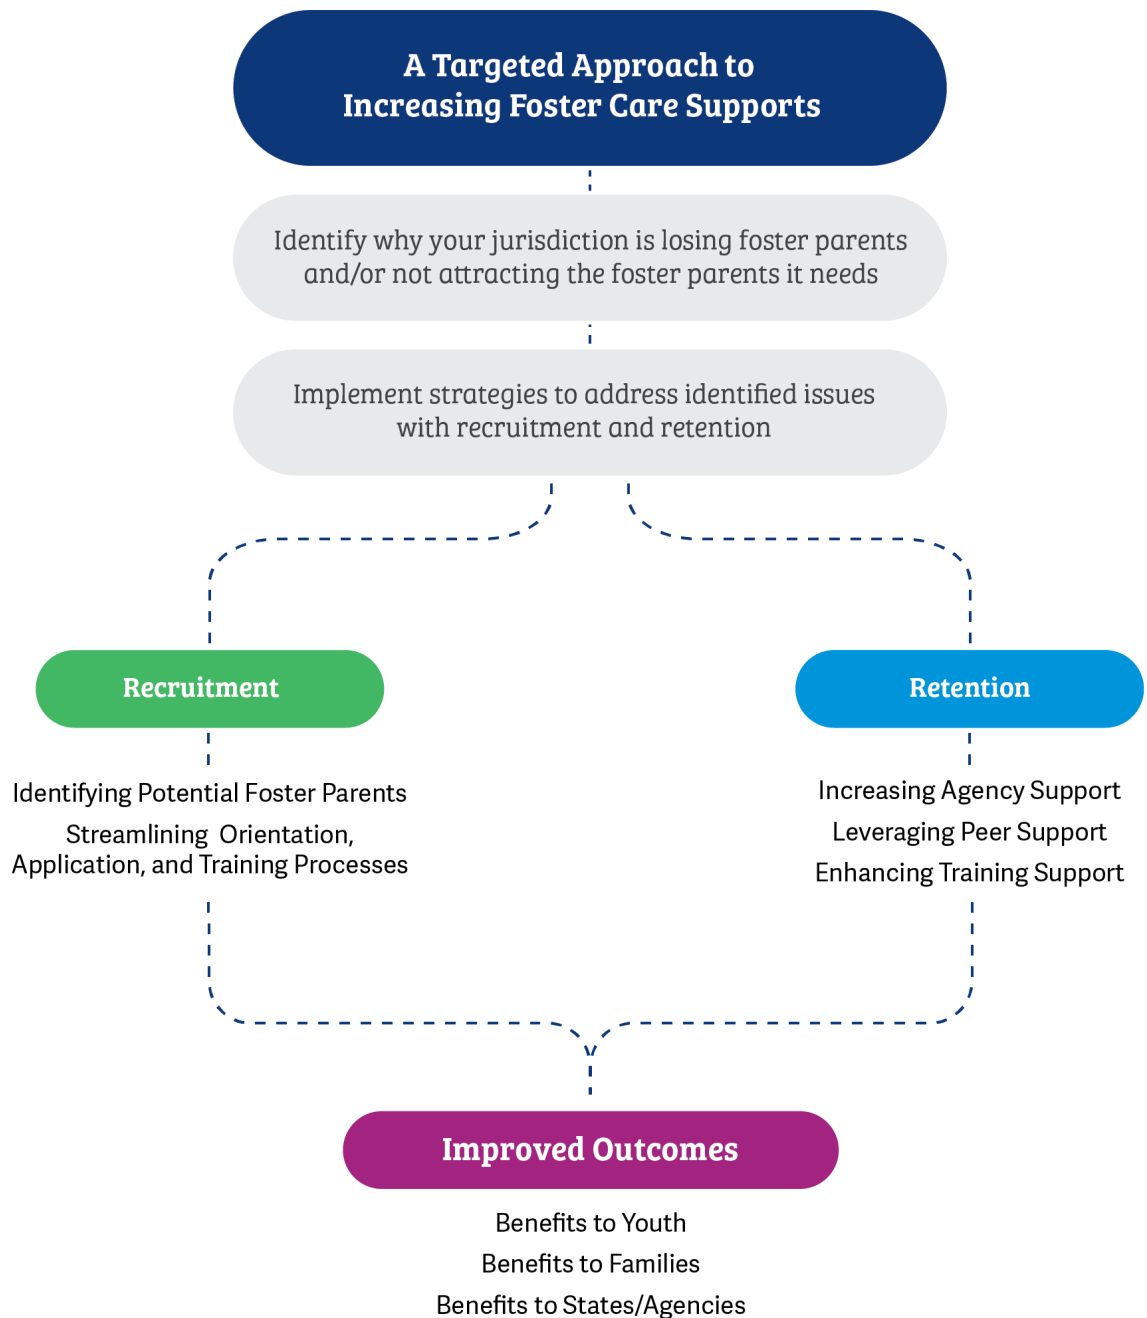 A Targeted Approach to
Increasing Foster Care Supports
Identify why your jurisdiction is losing foster parents
and/or not attracting the foster parents it needs
Implement strategies to address identified issues
with recruitment and retention
Recruitment
Identifying Potential Foster Parents
Streamlining Orientation,
Application, and Training Processes
Retention
Increasing Agency Support
Leveraging Peer Support
Enhancing Training Support
Improved Outcomes
Benefits to Youth
Benefits to Families
Benefits to States/Agencies